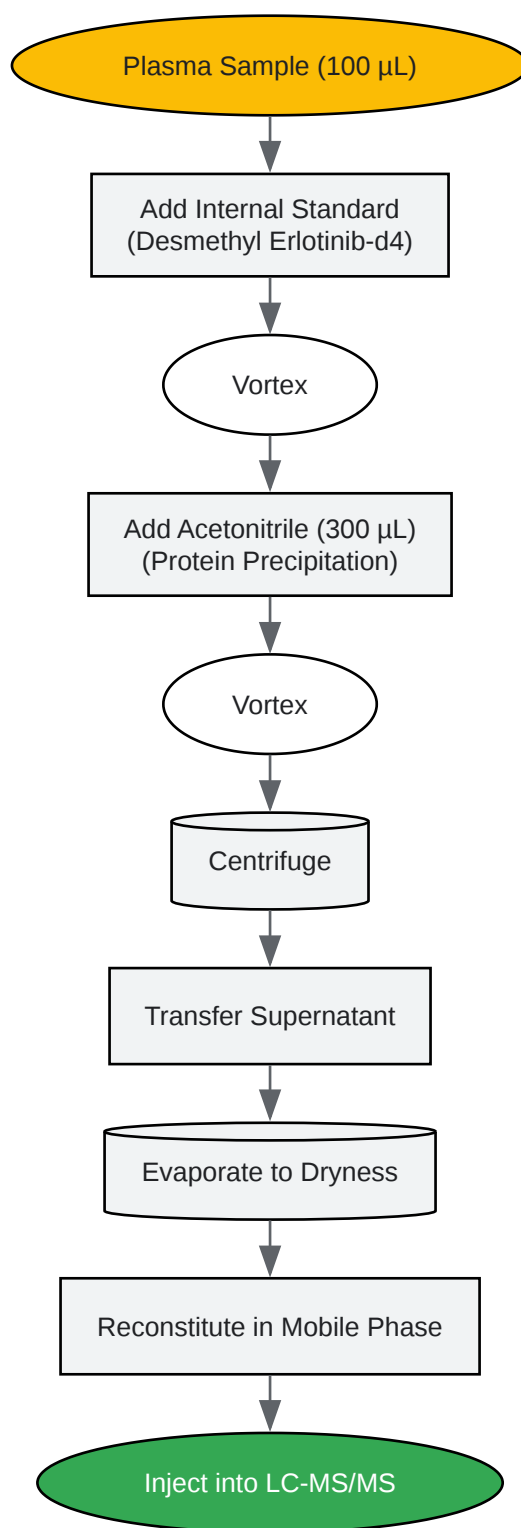 Plasma Sample (100 µL)
Add Internal Standard
(Desmethyl Erlotinib-d4)
Vortex
Add Acetonitrile (300 µL)
(Protein Precipitation)
Vortex
Centrifuge
Transfer Supernatant
Evaporate to Dryness
Reconstitute in Mobile Phase
Inject into LC-MS/MS